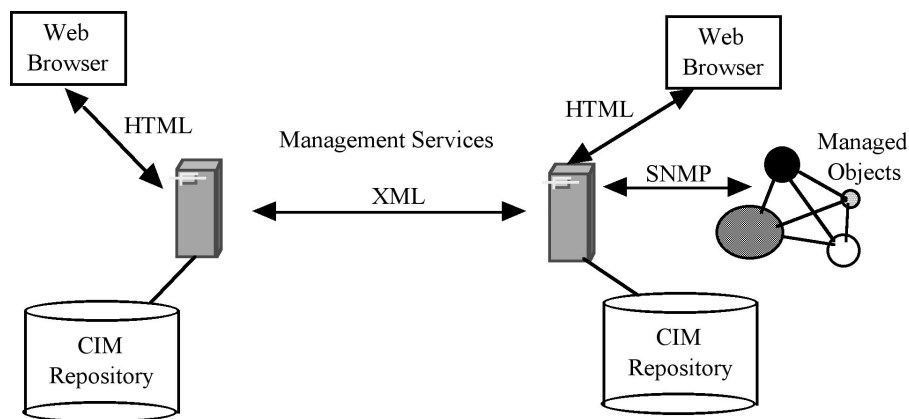 Web
Browser
HTML
Management Services
XML
CIM
Repository
Web
Browser
HTML
SNMP
Managed
Objects
CIM
Repository